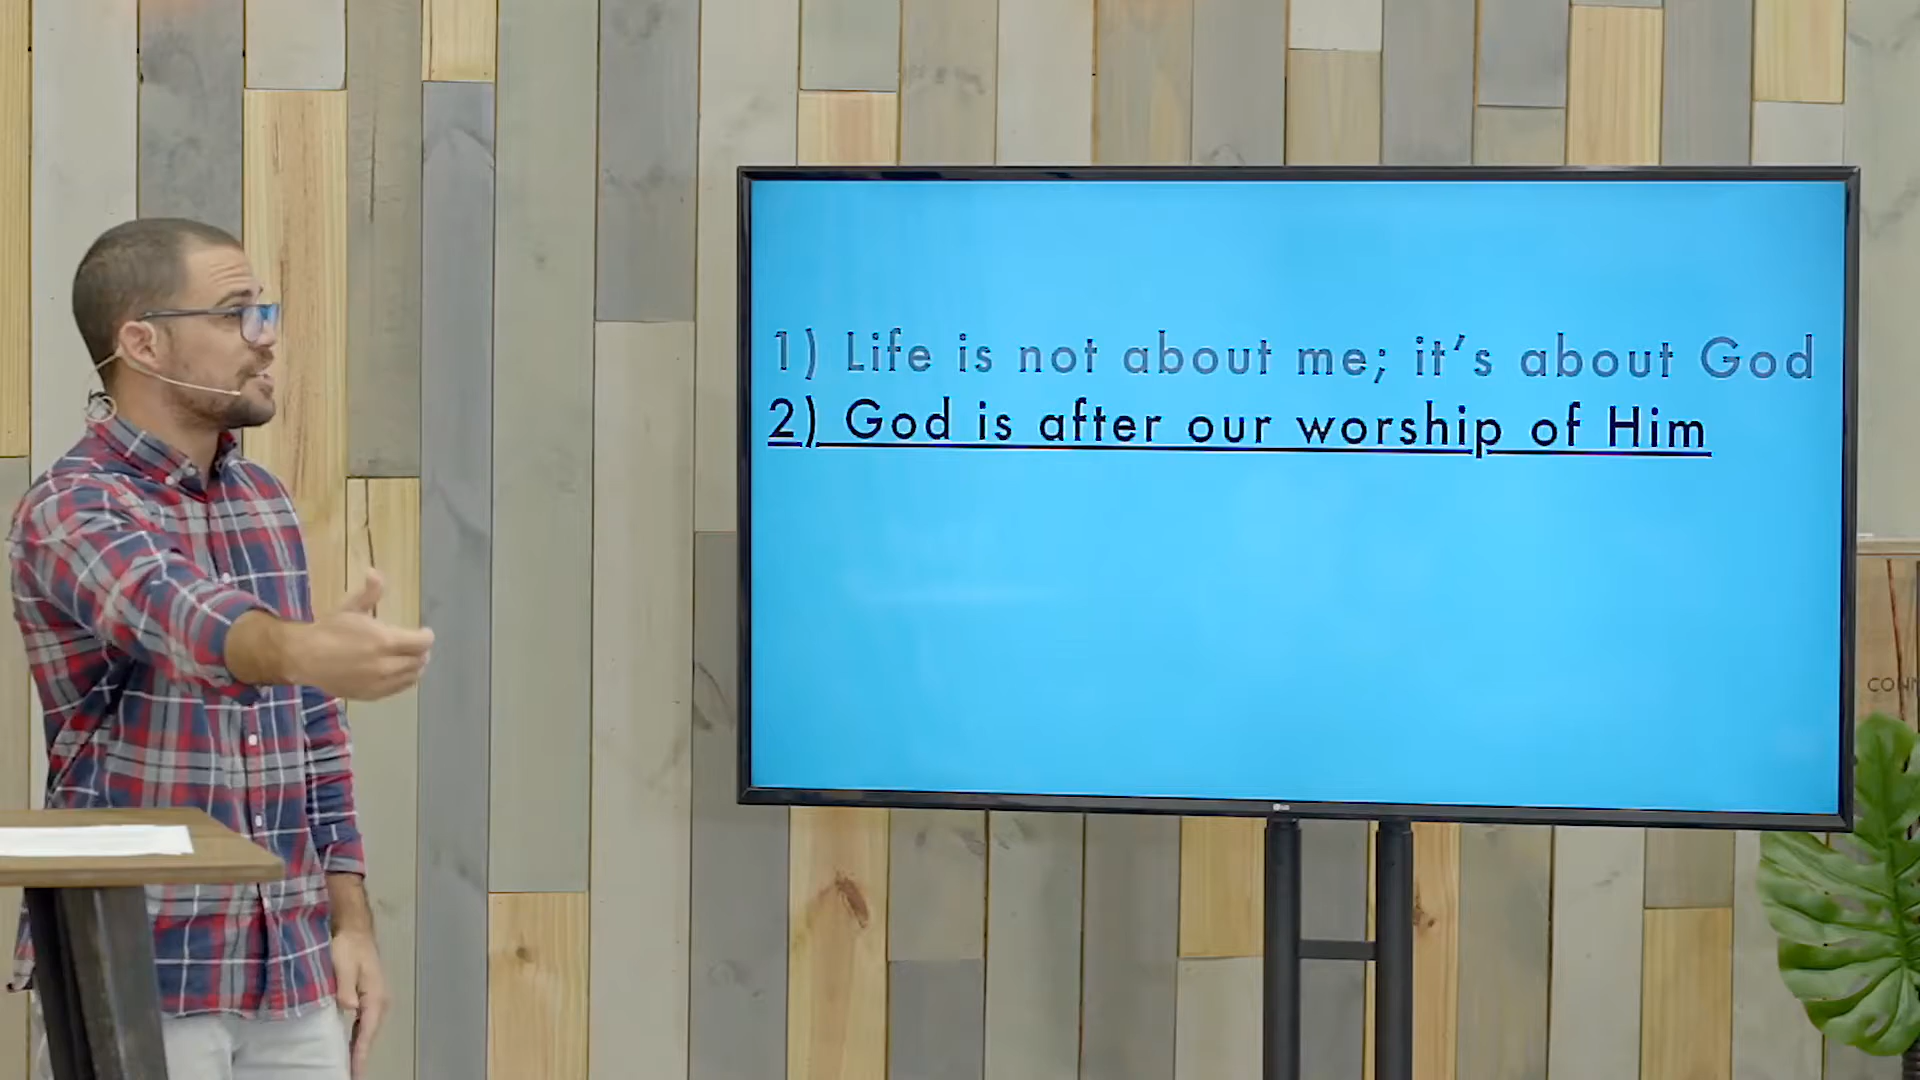 1) Life is not about me; it's about God
2) God is after our worship of Him